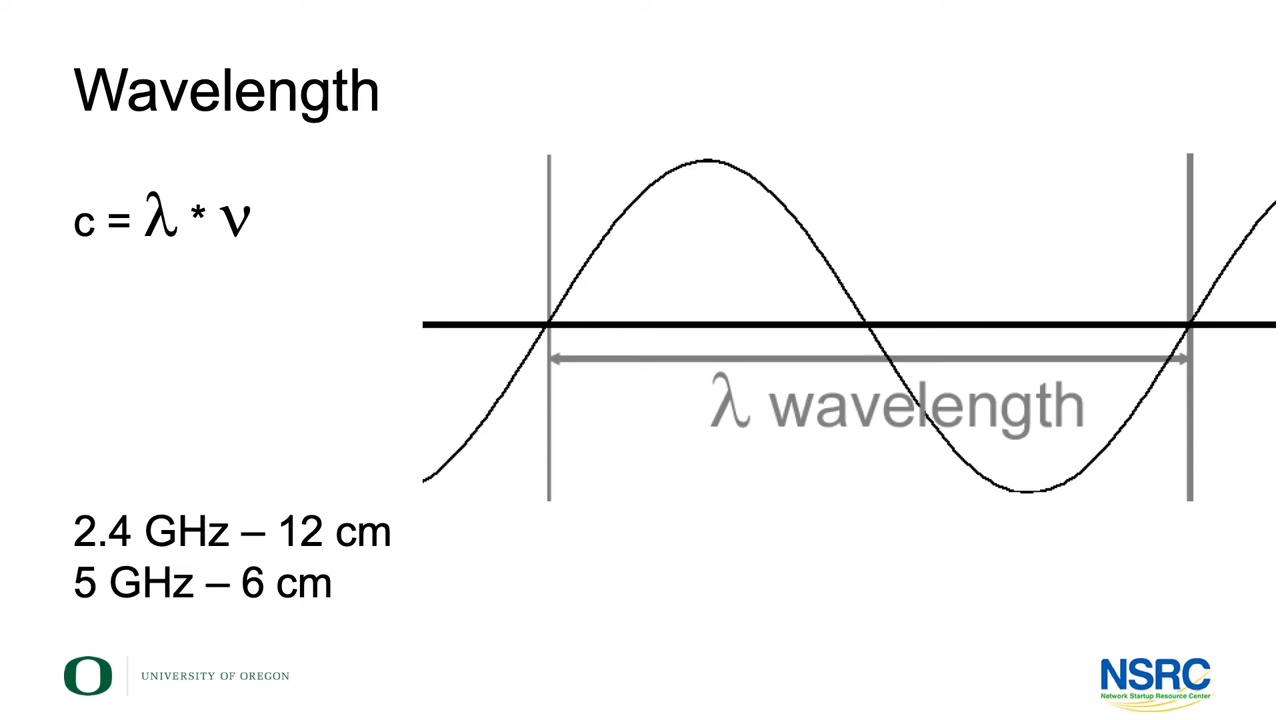 Wavelength
c = λ * ν
λ wavelength
2.4 GHz – 12 cm
5 GHz – 6 cm
O UNIVERSITY OF OREGON
NSRC
Network Startup Resource Center